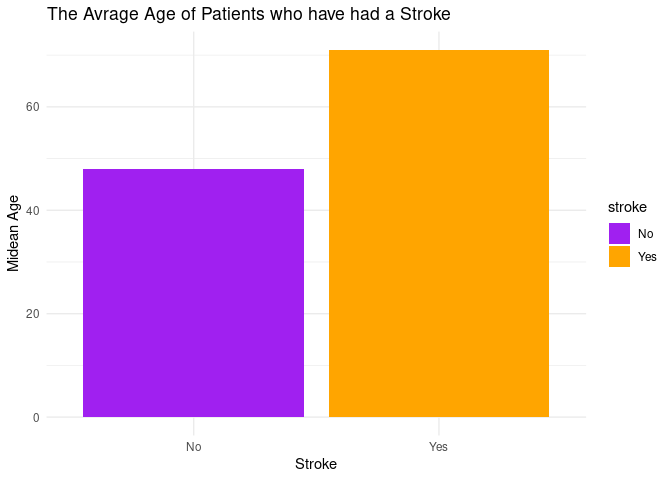 The Avrage Age of Patients who have had a Stroke
Midean Age
60
40
20
0
No
Yes
Stroke
stroke
No
Yes